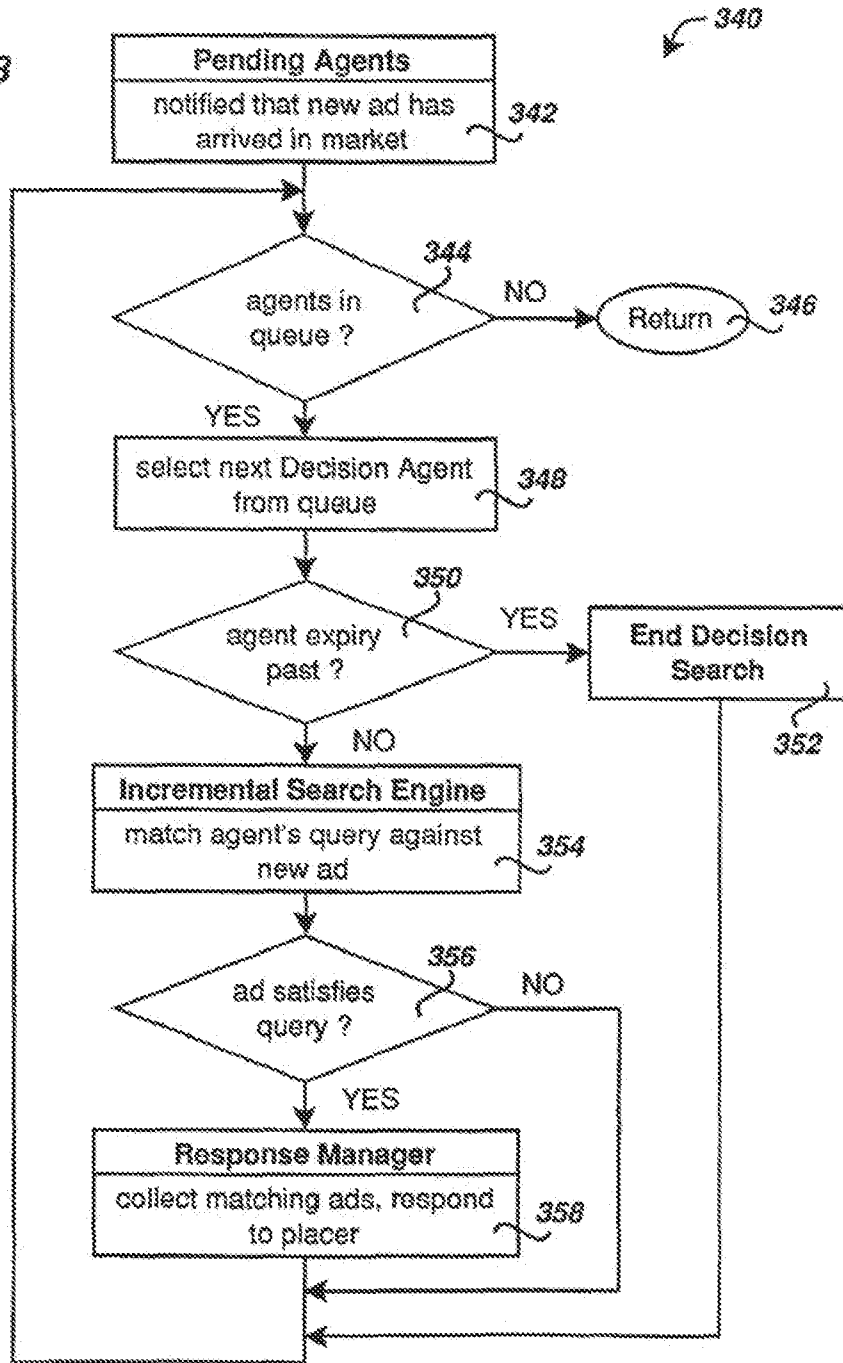 340
3
Pending Agents
notified that new ad has
arrived in market
342
344
agents in
queue ?
NO
Return
346
YES
select next Decision Agent
from queue
348
350
agent expiry
past ?
YES
End Decision
Search
352
NO
Incremental Search Engine
match agent's query against
new ad
354
356
ad satisfies
query ?
NO
YES
Response Manager
collect matching ads, respond
to placer
358